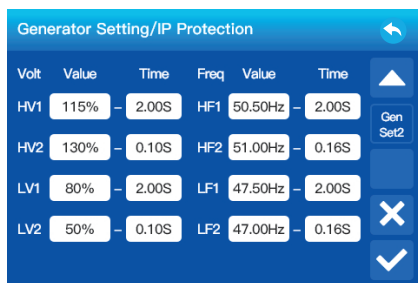 Generator Setting/IP Protection
Volt Value Time Freq Value Time
HV1 115% – 2.00S HF1 50.50Hz – 2.00S
Gen
Set2
HV2 130% – 0.10S HF2 51.00Hz – 0.16S
LV1 80% – 2.00S LF1 47.50Hz – 2.00S
LV2 50% – 0.10S LF2 47.00Hz – 0.16S